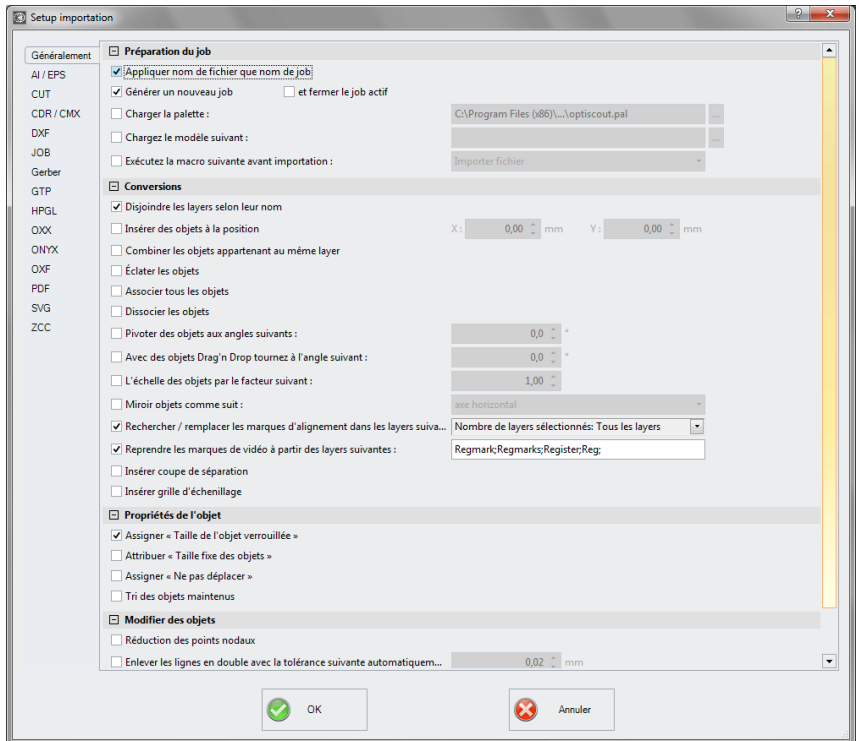 Setup importation
Généralement
AI / EPS
CUT
CDR / CMX
DXF
JOB
Gerber
GTP
HPGL
OXX
ONYX
OXF
PDF
SVG
ZCC
Préparation du job
Appliquer nom de fichier que nom de job
Générer un nouveau job et fermer le job actif
Charger la palette : C:\Program Files (x86)\...\optiscout.pal ...
Chargez le modèle suivant : ...
Exécutez la macro suivante avant importation : Importer fichier
Conversions
Disjoindre les layers selon leur nom
Insérer des objets à la position X : 0,00 mm Y : 0,00 mm
Combiner les objets appartenant au même layer
Éclater les objets
Associer tous les objets
Dissocier les objets
Pivoter des objets aux angles suivants : 0,0 °
Avec des objets Drag'n Drop tournez à l'angle suivant : 0,0 °
L'échelle des objets par le facteur suivant : 1,00
Miroir objets comme suit : axe horizontal
Rechercher / remplacer les marques d'alignement dans les layers suiva... Nombre de layers sélectionnés: Tous les layers
Reprendre les marques de vidéo à partir des layers suivantes : Regmark;Regmarks;Register;Reg;
Insérer coupe de séparation
Insérer grille d'échenillage
Propriétés de l'objet
Assigner « Taille de l'objet verrouillée »
Attribuer « Taille fixe des objets »
Assigner « Ne pas déplacer »
Tri des objets maintenus
Modifier des objets
Réduction des points nodaux
Enlever les lignes en double avec la tolérance suivante automatiquem... 0,02 mm
OK Annuler